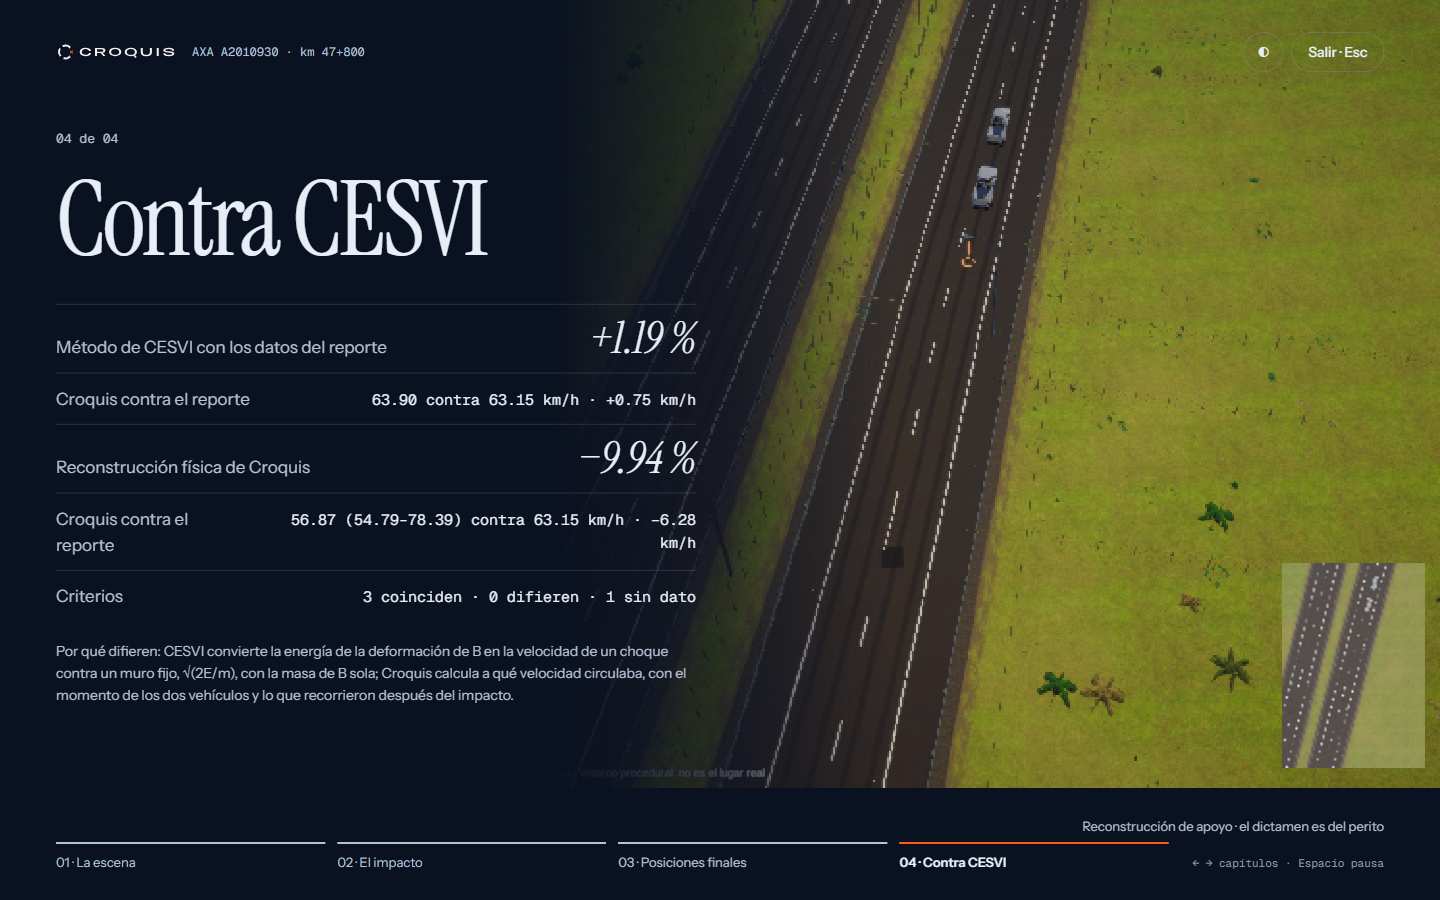 CROQUIS AXA A2010930 · km 47+800
◐ Salir · Esc
04 de 04
Contra CESVI
Método de CESVI con los datos del reporte +1.19 %
Croquis contra el reporte 63.90 contra 63.15 km/h · +0.75 km/h
Reconstrucción física de Croquis −9.94 %
Croquis contra el reporte 56.87 (54.79–78.39) contra 63.15 km/h · −6.28 km/h
Criterios 3 coinciden · 0 difieren · 1 sin dato
Por qué difieren: CESVI convierte la energía de la deformación de B en la velocidad de un choque
contra un muro fijo, √(2E/m), con la masa de B sola; Croquis calcula a qué velocidad circulaba, con el
momento de los dos vehículos y lo que recorrieron después del impacto.
procedural: no es el lugar real
Reconstrucción de apoyo · el dictamen es del perito
01 · La escena
02 · El impacto
03 · Posiciones finales
04 · Contra CESVI
← → capítulos · Espacio pausa